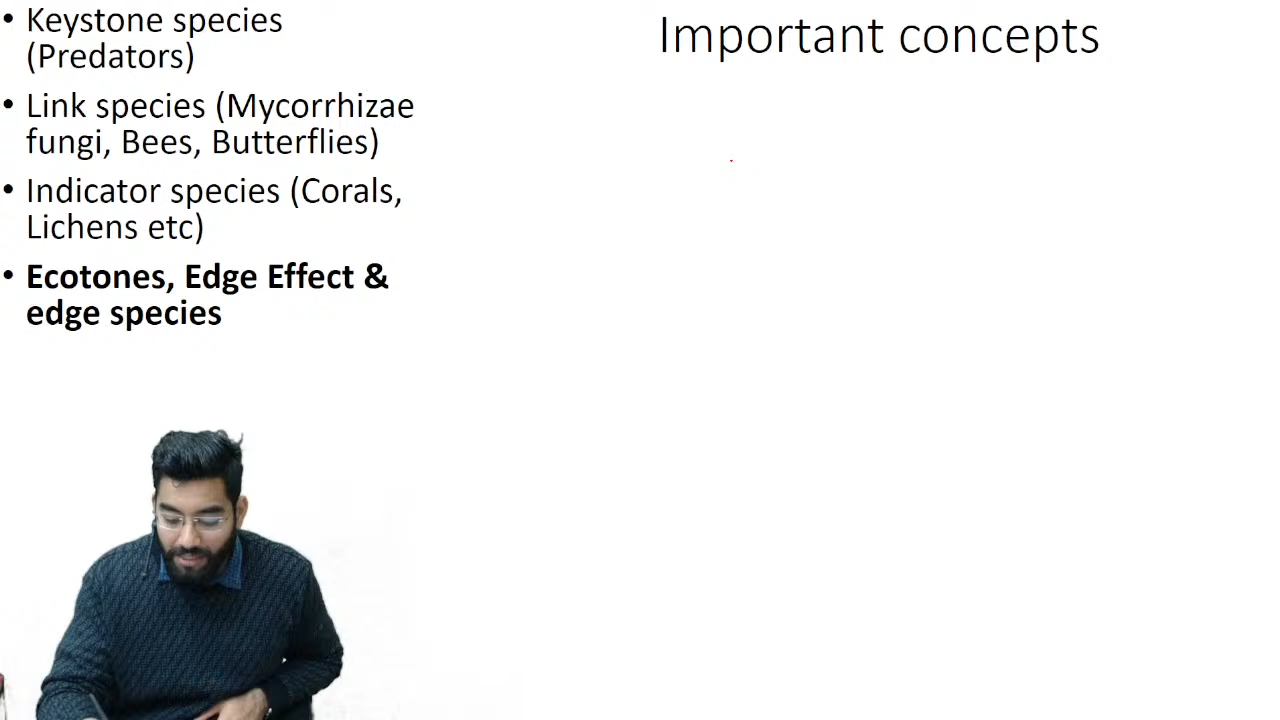 Important concepts
• Keystone species
(Predators)
• Link species (Mycorrhizae
fungi, Bees, Butterflies)
• Indicator species (Corals,
Lichens etc)
• Ecotones, Edge Effect &
edge species